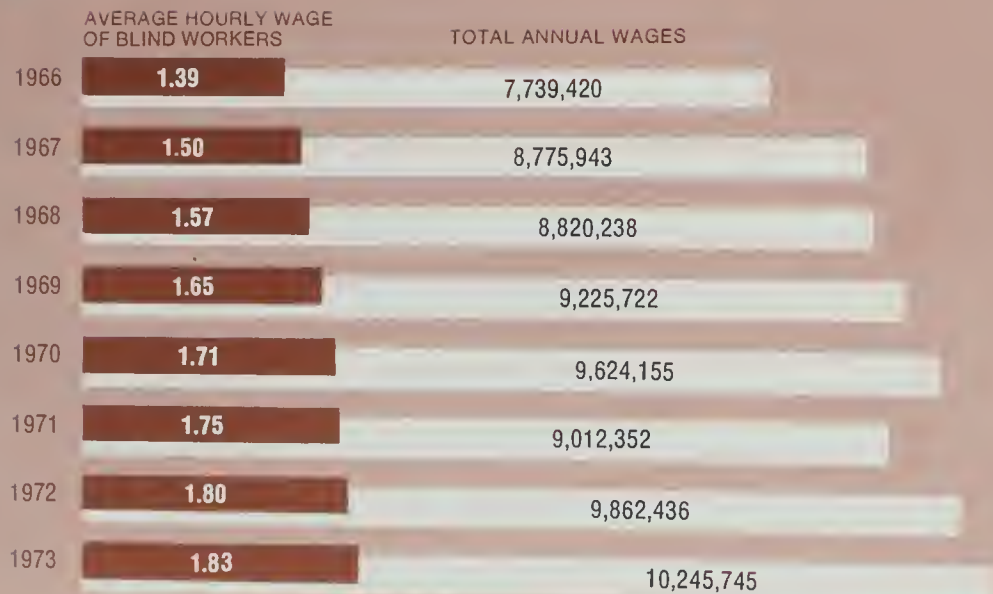 AVERAGE HOURLY WAGE
OF BLIND WORKERS
TOTAL ANNUAL WAGES
1966 1.39 7,739,420
1967 1.50 8,775,943
1968 1.57 8,820,238
1969 1.65 9,225,722
1970 1.71 9,624,155
1971 1.75 9,012,352
1972 1.80 9,862,436
1973 1.83 10,245,745